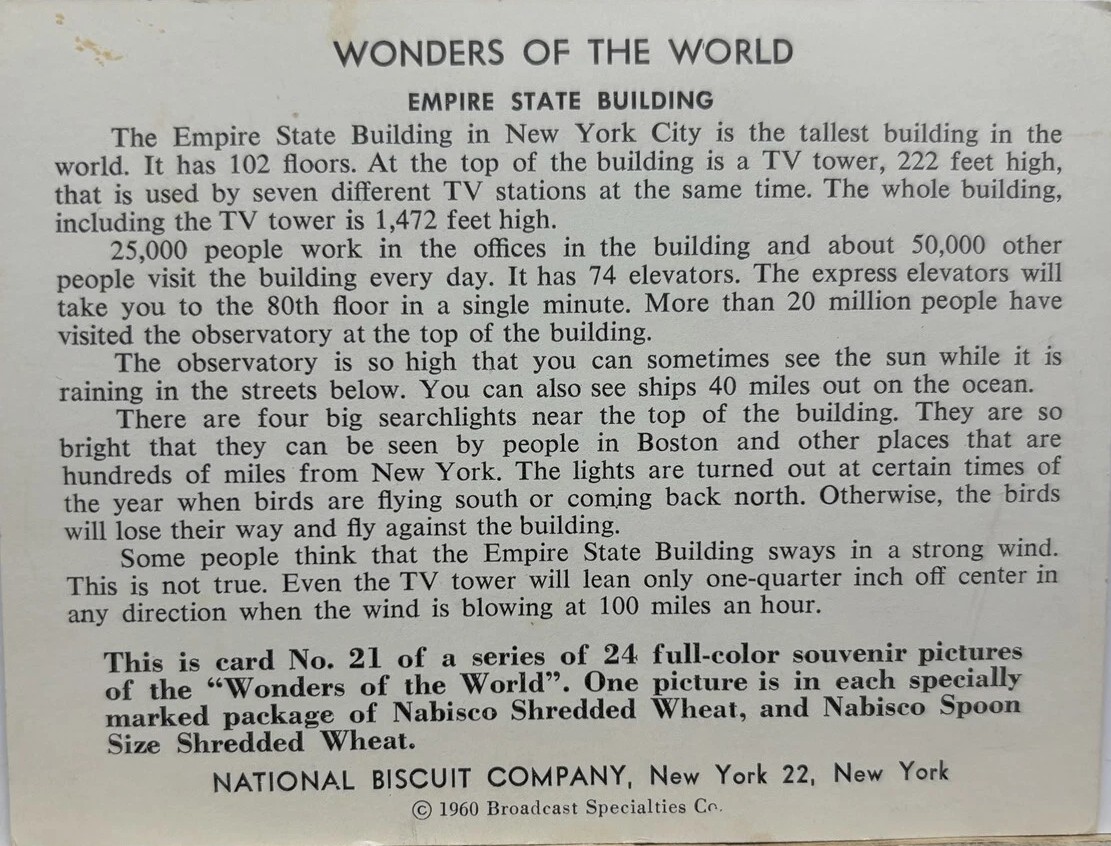 WONDERS OF THE WORLD
EMPIRE STATE BUILDING
The Empire State Building in New York City is the tallest building in the
world. It has 102 floors. At the top of the building is a TV tower, 222 feet high,
that is used by seven different TV stations at the same time. The whole building,
including the TV tower is 1,472 feet high.
25,000 people work in the offices in the building and about 50,000 other
people visit the building every day. It has 74 elevators. The express elevators will
take you to the 80th floor in a single minute. More than 20 million people have
visited the observatory at the top of the building.
The observatory is so high that you can sometimes see the sun while it is
raining in the streets below. You can also see ships 40 miles out on the ocean.
There are four big searchlights near the top of the building. They are so
bright that they can be seen by people in Boston and other places that are
hundreds of miles from New York. The lights are turned out at certain times of
the year when birds are flying south or coming back north. Otherwise, the birds
will lose their way and fly against the building.
Some people think that the Empire State Building sways in a strong wind.
This is not true. Even the TV tower will lean only one-quarter inch off center in
any direction when the wind is blowing at 100 miles an hour.
This is card No. 21 of a series of 24 full-color souvenir pictures
of the “Wonders of the World”. One picture is in each specially
marked package of Nabisco Shredded Wheat, and Nabisco Spoon
Size Shredded Wheat.
NATIONAL BISCUIT COMPANY, New York 22, New York
© 1960 Broadcast Specialties Co.